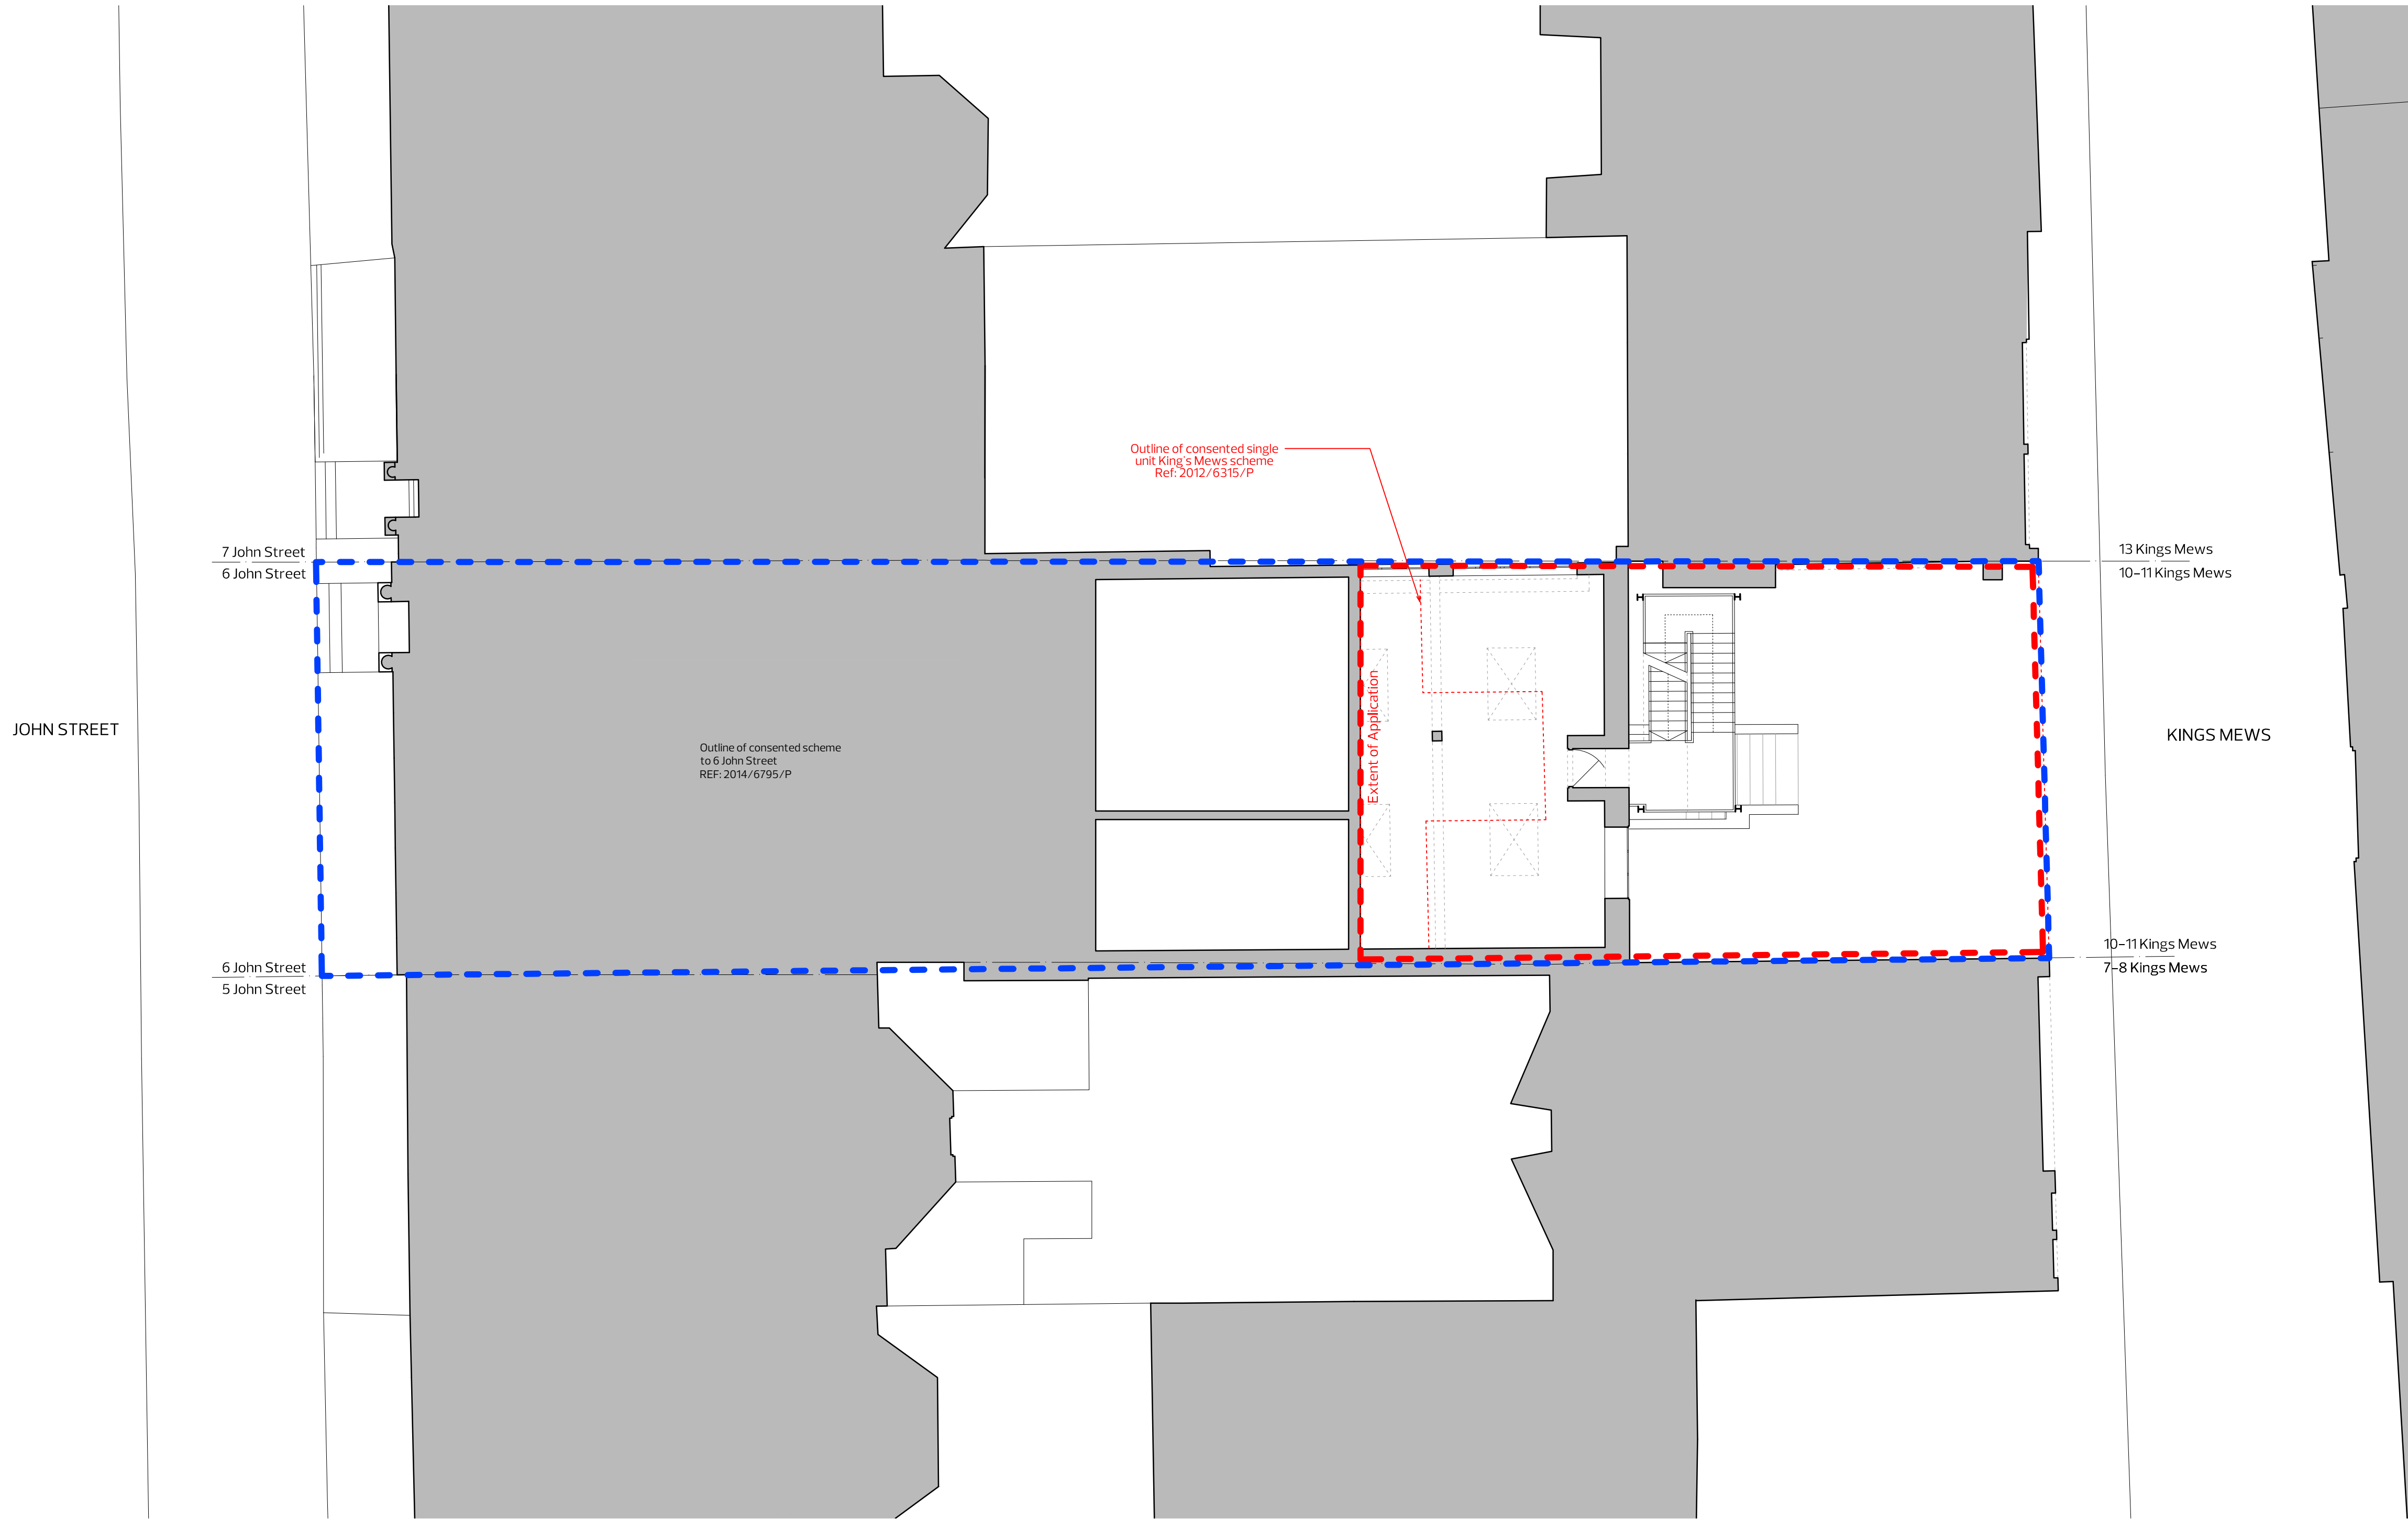 Outline of consented single
unit King's Mews scheme
Ref: 2012/6315/P
7 John Street
6 John Street
13 Kings Mews
10-11 Kings Mews
JOHN STREET
Outline of consented scheme
to 6 John Street
REF: 2014/6795/P
Extent of Application
KINGS MEWS
6 John Street
5 John Street
10-11 Kings Mews
7-8 Kings Mews